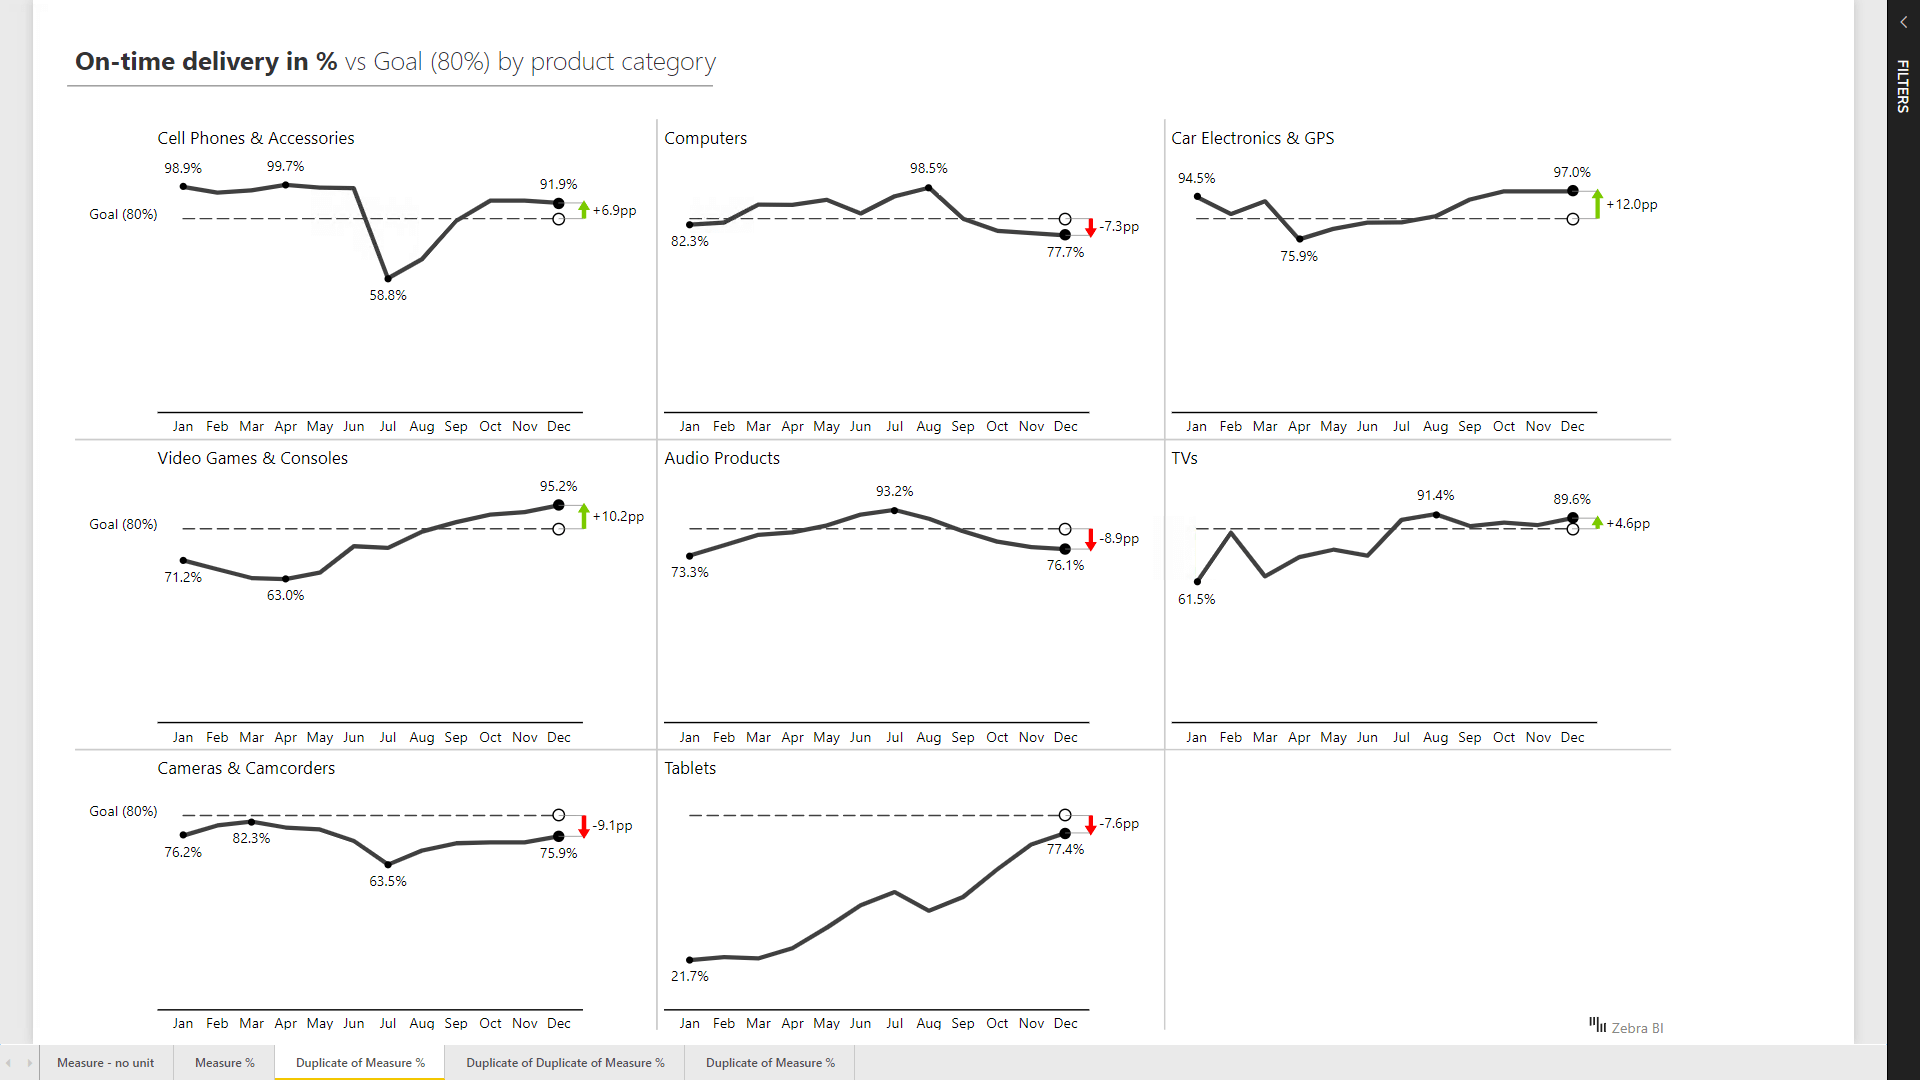 On-time delivery in % vs Goal (80%) by product category
FILTERS
Cell Phones & Accessories
98.9%
99.7%
91.9%
Goal (80%)
+6.9pp
58.8%
Jan Feb Mar Apr May Jun Jul Aug Sep Oct Nov Dec
Computers
98.5%
82.3%
-7.3pp
77.7%
Jan Feb Mar Apr May Jun Jul Aug Sep Oct Nov Dec
Car Electronics & GPS
94.5%
97.0%
+12.0pp
75.9%
Jan Feb Mar Apr May Jun Jul Aug Sep Oct Nov Dec
Video Games & Consoles
95.2%
Goal (80%)
+10.2pp
71.2%
63.0%
Jan Feb Mar Apr May Jun Jul Aug Sep Oct Nov Dec
Audio Products
93.2%
-8.9pp
73.3%
76.1%
Jan Feb Mar Apr May Jun Jul Aug Sep Oct Nov Dec
TVs
91.4%
89.6%
+4.6pp
61.5%
Jan Feb Mar Apr May Jun Jul Aug Sep Oct Nov Dec
Cameras & Camcorders
Goal (80%)
-9.1pp
76.2%
82.3%
75.9%
63.5%
Jan Feb Mar Apr May Jun Jul Aug Sep Oct Nov Dec
Tablets
-7.6pp
77.4%
21.7%
Jan Feb Mar Apr May Jun Jul Aug Sep Oct Nov Dec
Zebra BI
Measure - no unit
Measure %
Duplicate of Measure %
Duplicate of Duplicate of Measure %
Duplicate of Measure %